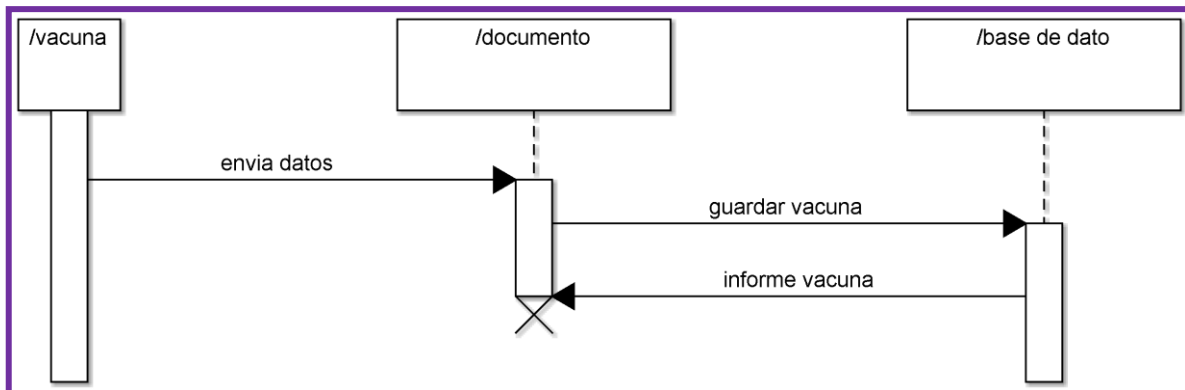 /vacuna
/documento
/base de dato
envia datos
guardar vacuna
informe vacuna